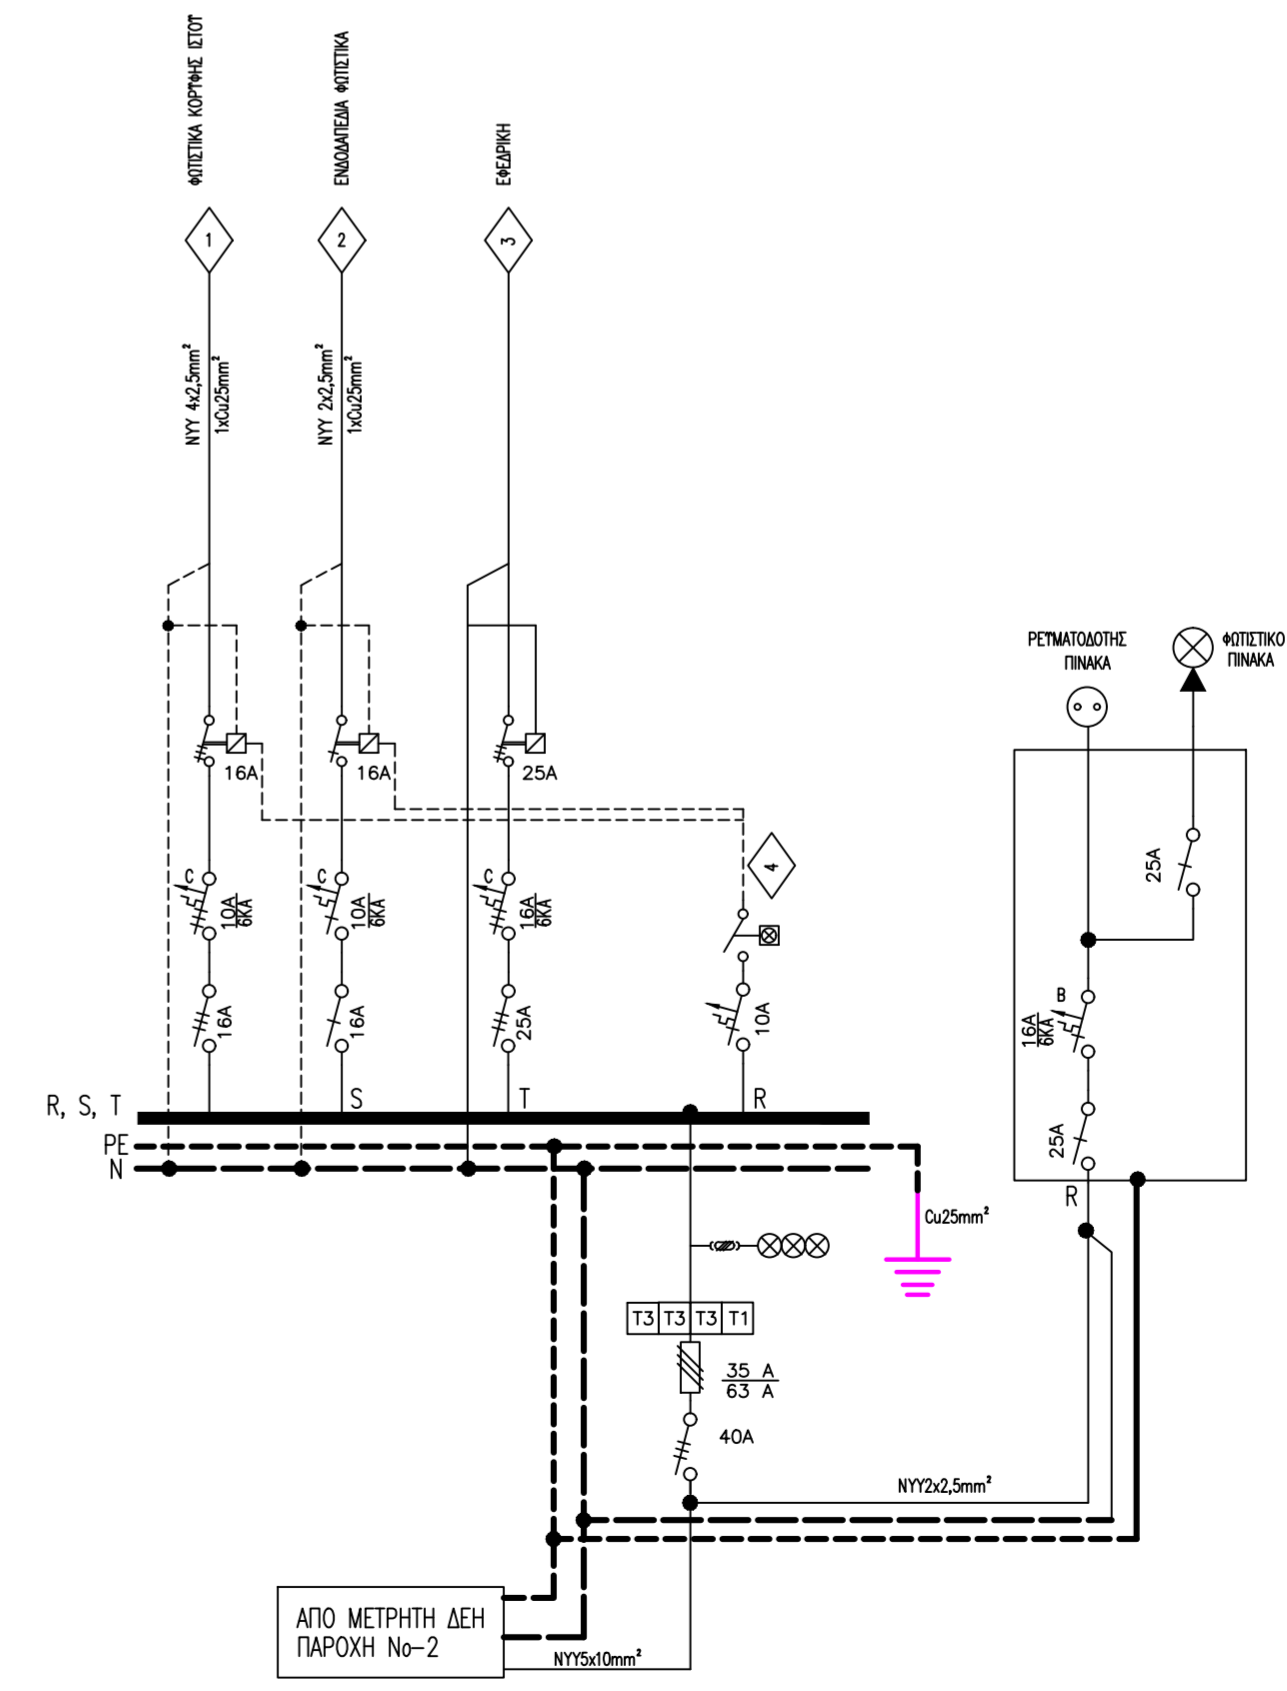 ΦΩΤΙΣΤΙΚΑ ΚΟΡΥΦΗΣ ΙΣΤΟΥ
ΕΝΔΟΔΑΠΕΔΙΑ ΦΩΤΙΣΤΙΚΑ
ΕΦΕΔΡΙΚΗ
1
2
3
NYY 4x2,5mm²
1xCu25mm²
NYY 2x2,5mm²
1xCu25mm²
ΡΕΥΜΑΤΟΔΟΤΗΣ
ΠΙΝΑΚΑ
ΦΩΤΙΣΤΙΚΟ
ΠΙΝΑΚΑ
16A
16A
25A
4
25A
C
10A
6KA
C
10A
6KA
C
16A
6KA
B
16A
6KA
16A
16A
25A
10A
25A
R, S, T
S
T
R
PE
N
R
Cu25mm²
T3 T3 T3 T1
35 A
63 A
40A
NYY2x2,5mm²
ΑΠΟ ΜΕΤΡΗΤΗ ΔΕΗ
ΠΑΡΟΧΗ No-2
NYY5x10mm²